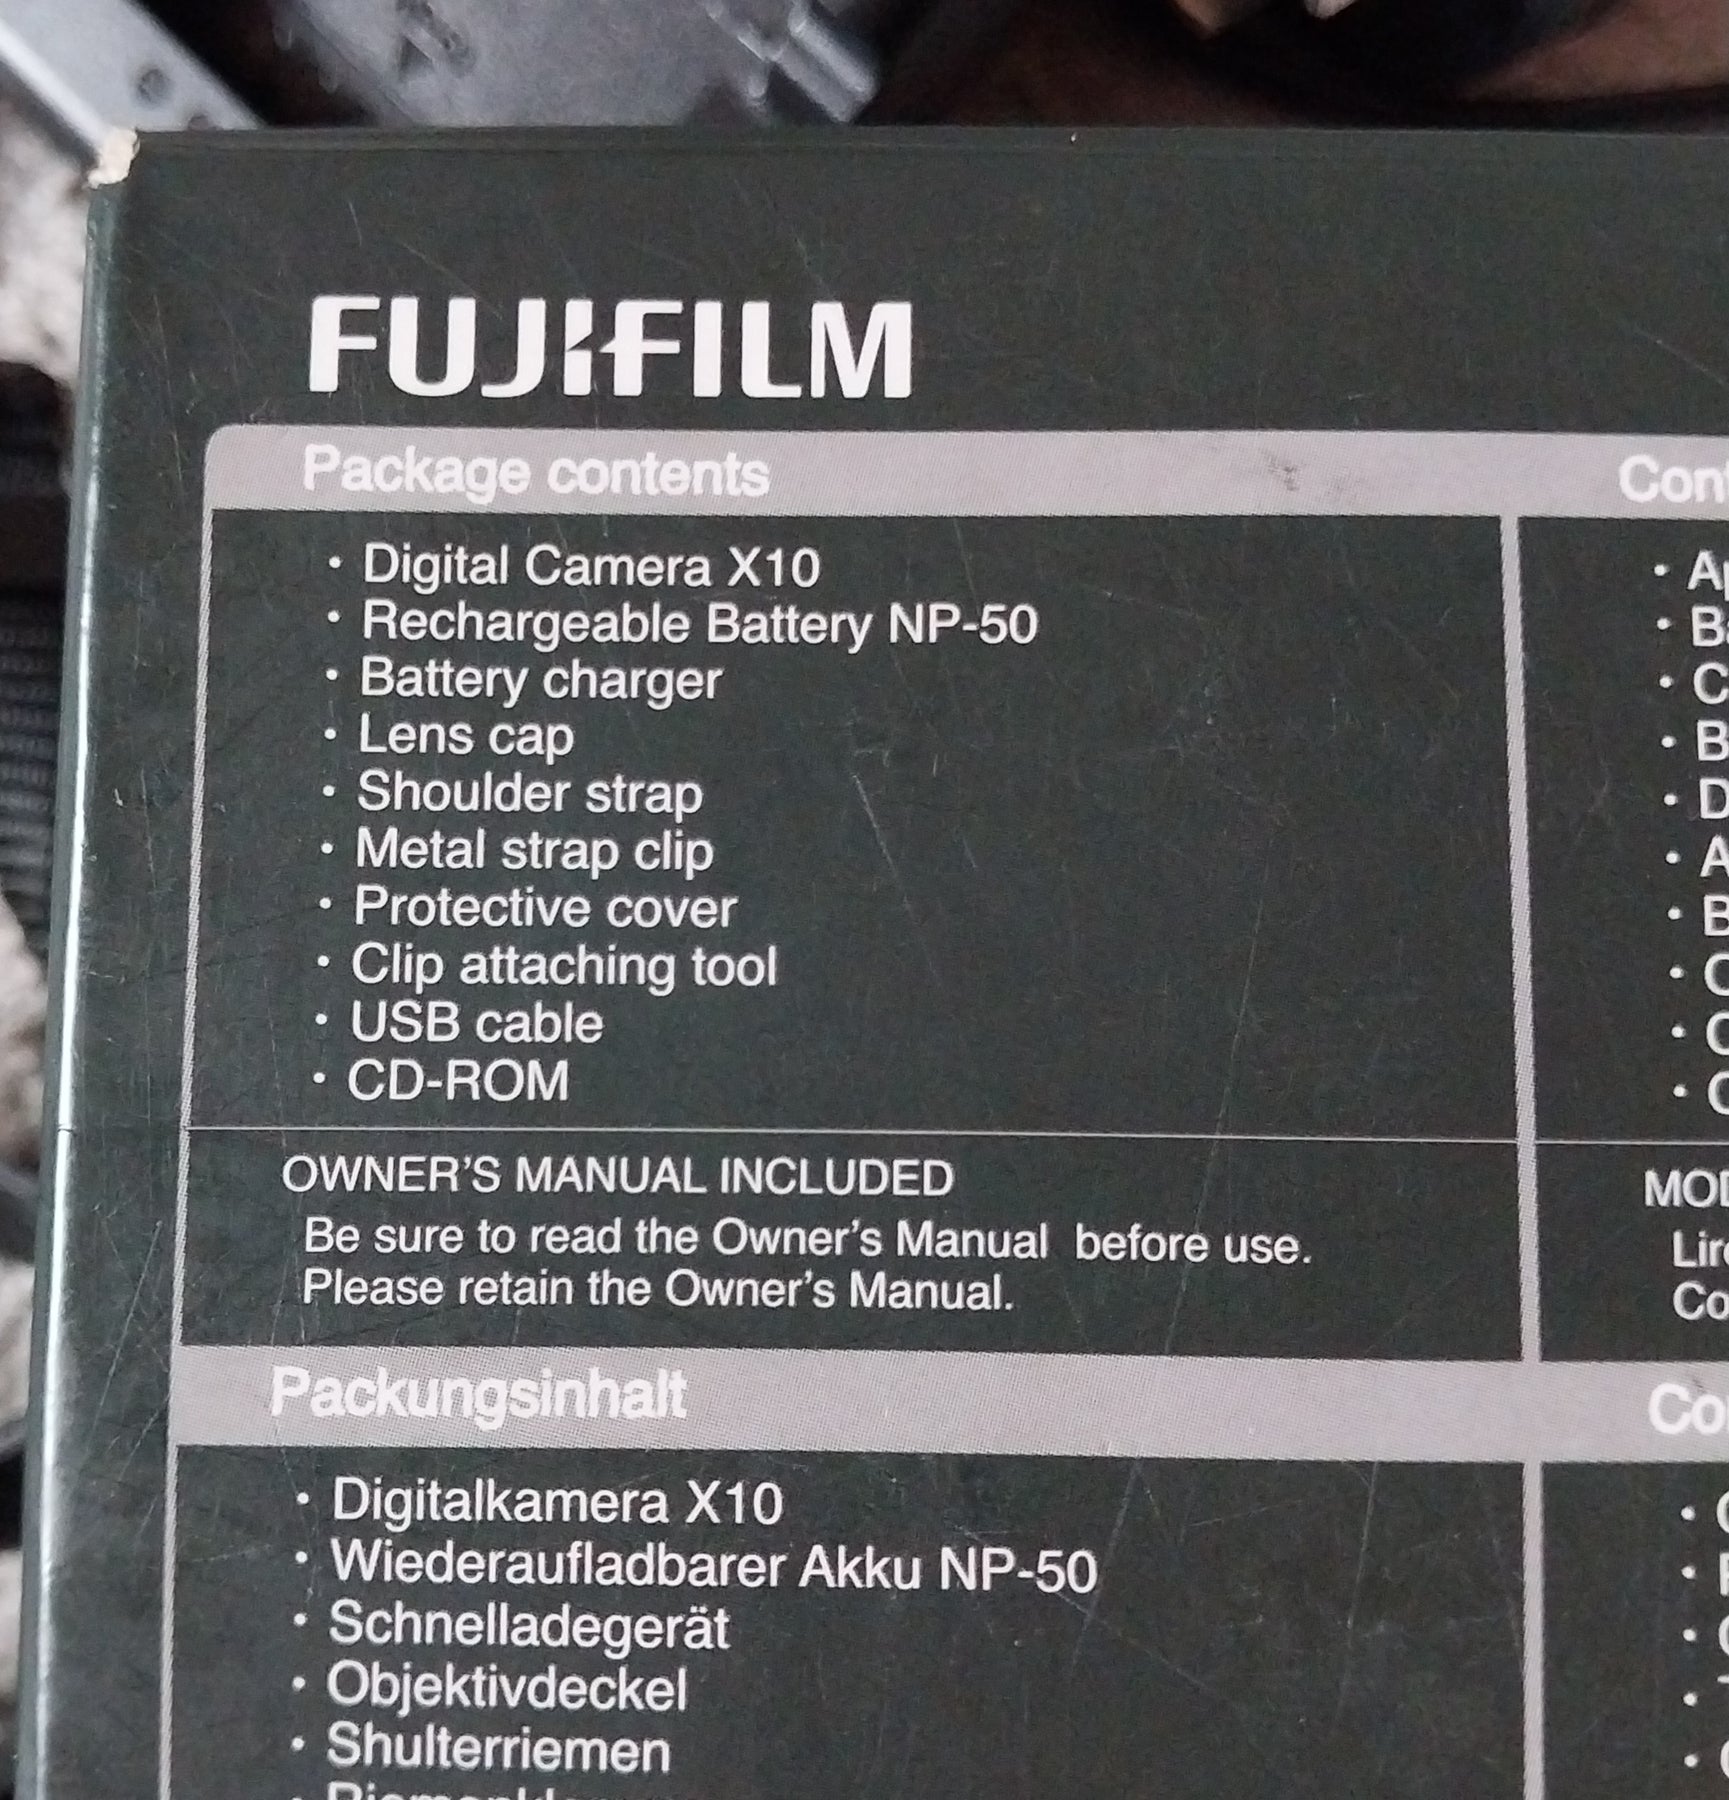 FUJIFILM
Package contents
· Digital Camera X10
· Rechargeable Battery NP-50
· Battery charger
· Lens cap
· Shoulder strap
· Metal strap clip
· Protective cover
· Clip attaching tool
· USB cable
· CD-ROM
OWNER'S MANUAL INCLUDED
Be sure to read the Owner's Manual before use.
Please retain the Owner's Manual.
Packungsinhalt
· Digitalkamera X10
· Wiederaufladbarer Akku NP-50
· Schnelladegerät
· Objektivdeckel
· Shulterriemen